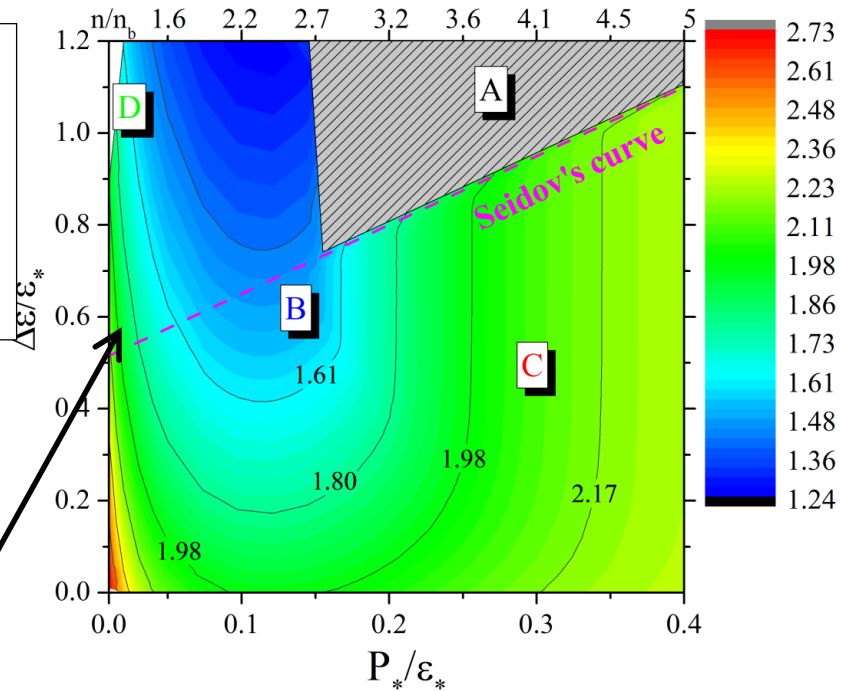 n/n_b 1.6 2.2 2.7 3.2 3.6 4.1 4.5 5
1.2
1.0
0.8
0.6
0.4
0.2
0.0
Δε/ε_*
D
A
B
C
Seidov's curve
1.61
1.80
1.98
1.98
2.17
0.0 0.1 0.2 0.3 0.4
P_*/ε_*
2.73
2.61
2.48
2.36
2.23
2.11
1.98
1.86
1.73
1.61
1.48
1.36
1.24